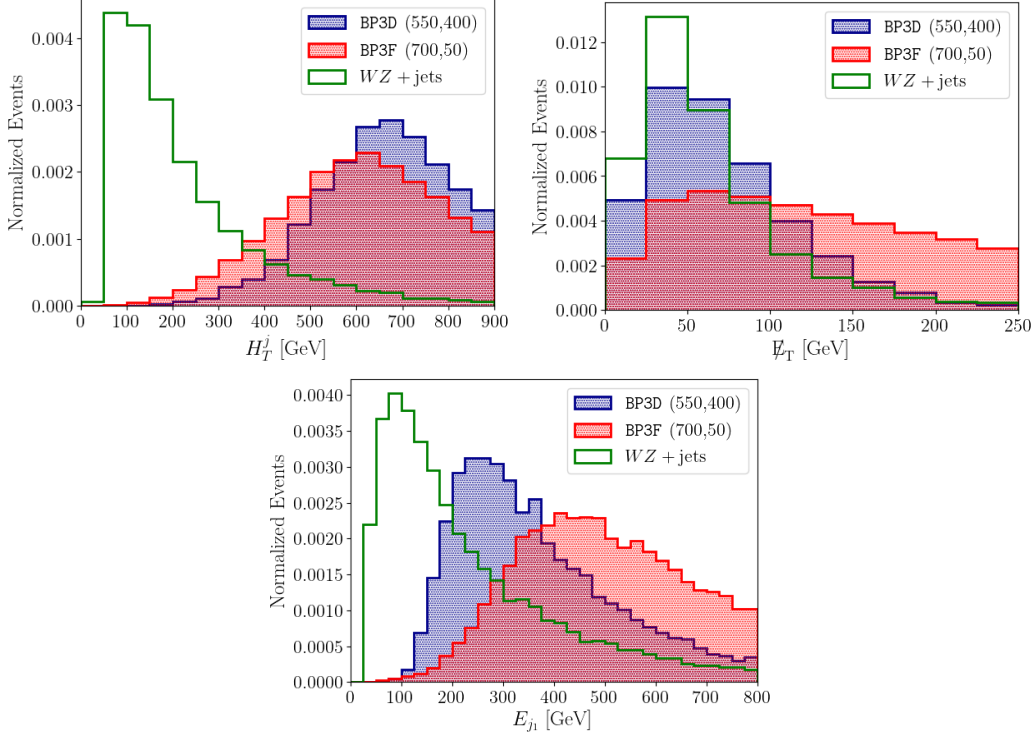 Normalized Events
0.004
0.003
0.002
0.001
0.000
BP3D (550,400)
BP3F (700,50)
WZ + jets
0 100 200 300 400 500 600 700 800 900
H_T^j [GeV]
Normalized Events
0.012
0.010
0.008
0.006
0.004
0.002
0.000
BP3D (550,400)
BP3F (700,50)
WZ + jets
0 50 100 150 200 250
E̸_T [GeV]
Normalized Events
0.0040
0.0035
0.0030
0.0025
0.0020
0.0015
0.0010
0.0005
0.0000
BP3D (550,400)
BP3F (700,50)
WZ + jets
0 100 200 300 400 500 600 700 800
E_{j_1} [GeV]